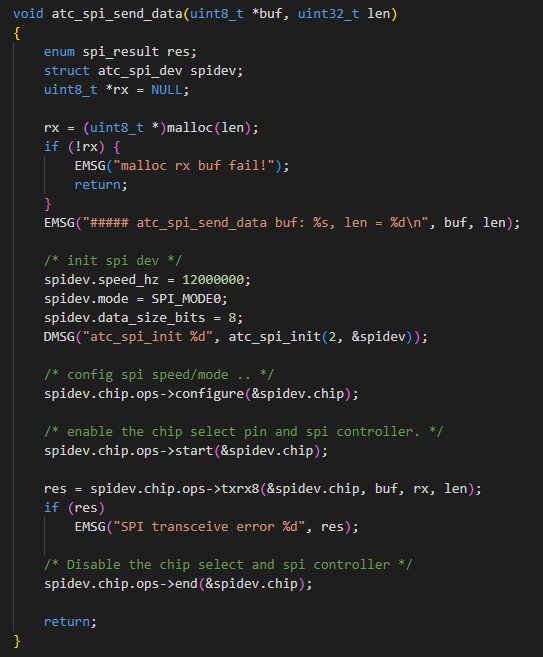 void atc_spi_send_data(uint8_t *buf, uint32_t len)
{
    enum spi_result res;
    struct atc_spi_dev spidev;
    uint8_t *rx = NULL;

    rx = (uint8_t *)malloc(len);
    if (!rx) {
        EMSG("malloc rx buf fail!");
        return;
    }
    EMSG("##### atc_spi_send_data buf: %s, len = %d\n", buf, len);

    /* init spi dev */
    spidev.speed_hz = 12000000;
    spidev.mode = SPI_MODE0;
    spidev.data_size_bits = 8;
    DMSG("atc_spi_init %d", atc_spi_init(2, &spidev));

    /* config spi speed/mode .. */
    spidev.chip.ops->configure(&spidev.chip);

    /* enable the chip select pin and spi controller. */
    spidev.chip.ops->start(&spidev.chip);

    res = spidev.chip.ops->txrx8(&spidev.chip, buf, rx, len);
    if (res)
        EMSG("SPI transceive error %d", res);

    /* Disable the chip select and spi controller */
    spidev.chip.ops->end(&spidev.chip);

    return;
}